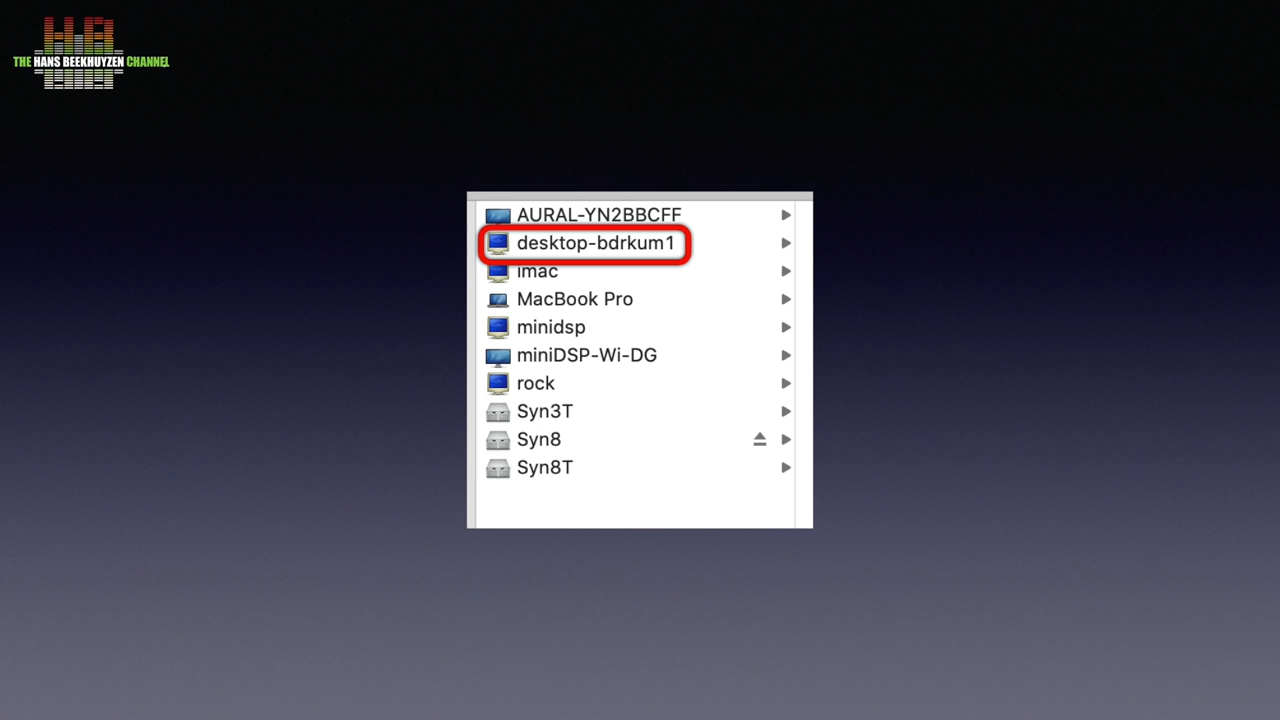 THE HANS BEEKHUYZEN CHANNEL
AURAL-YN2BBCFF
desktop-bdrkum1
imac
MacBook Pro
minidsp
miniDSP-Wi-DG
rock
Syn3T
Syn8
Syn8T